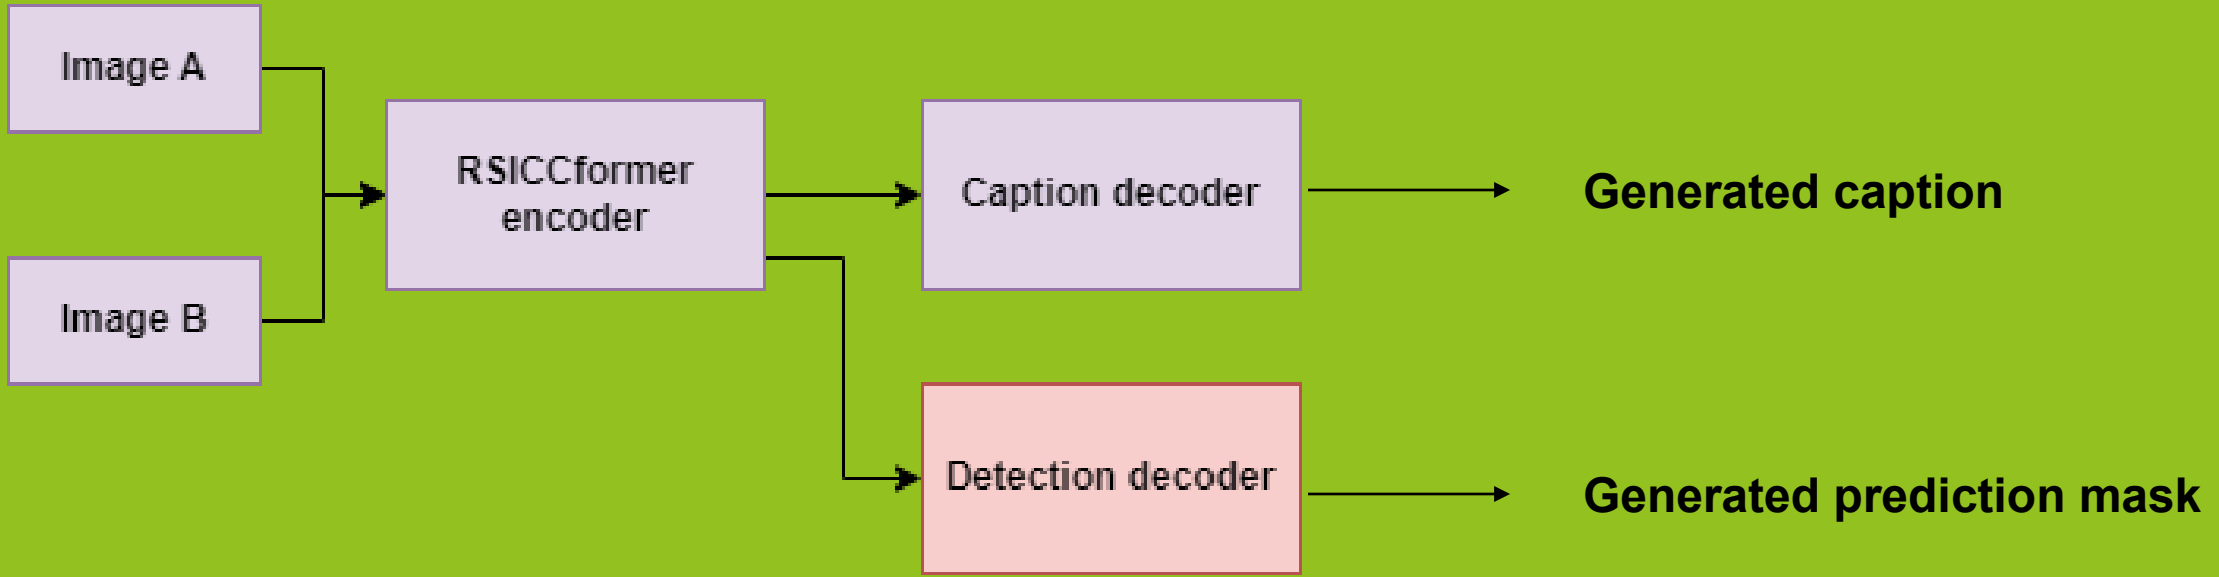 Image A
RSICCformer
encoder
Caption decoder
Generated caption
Image B
Detection decoder
Generated prediction mask